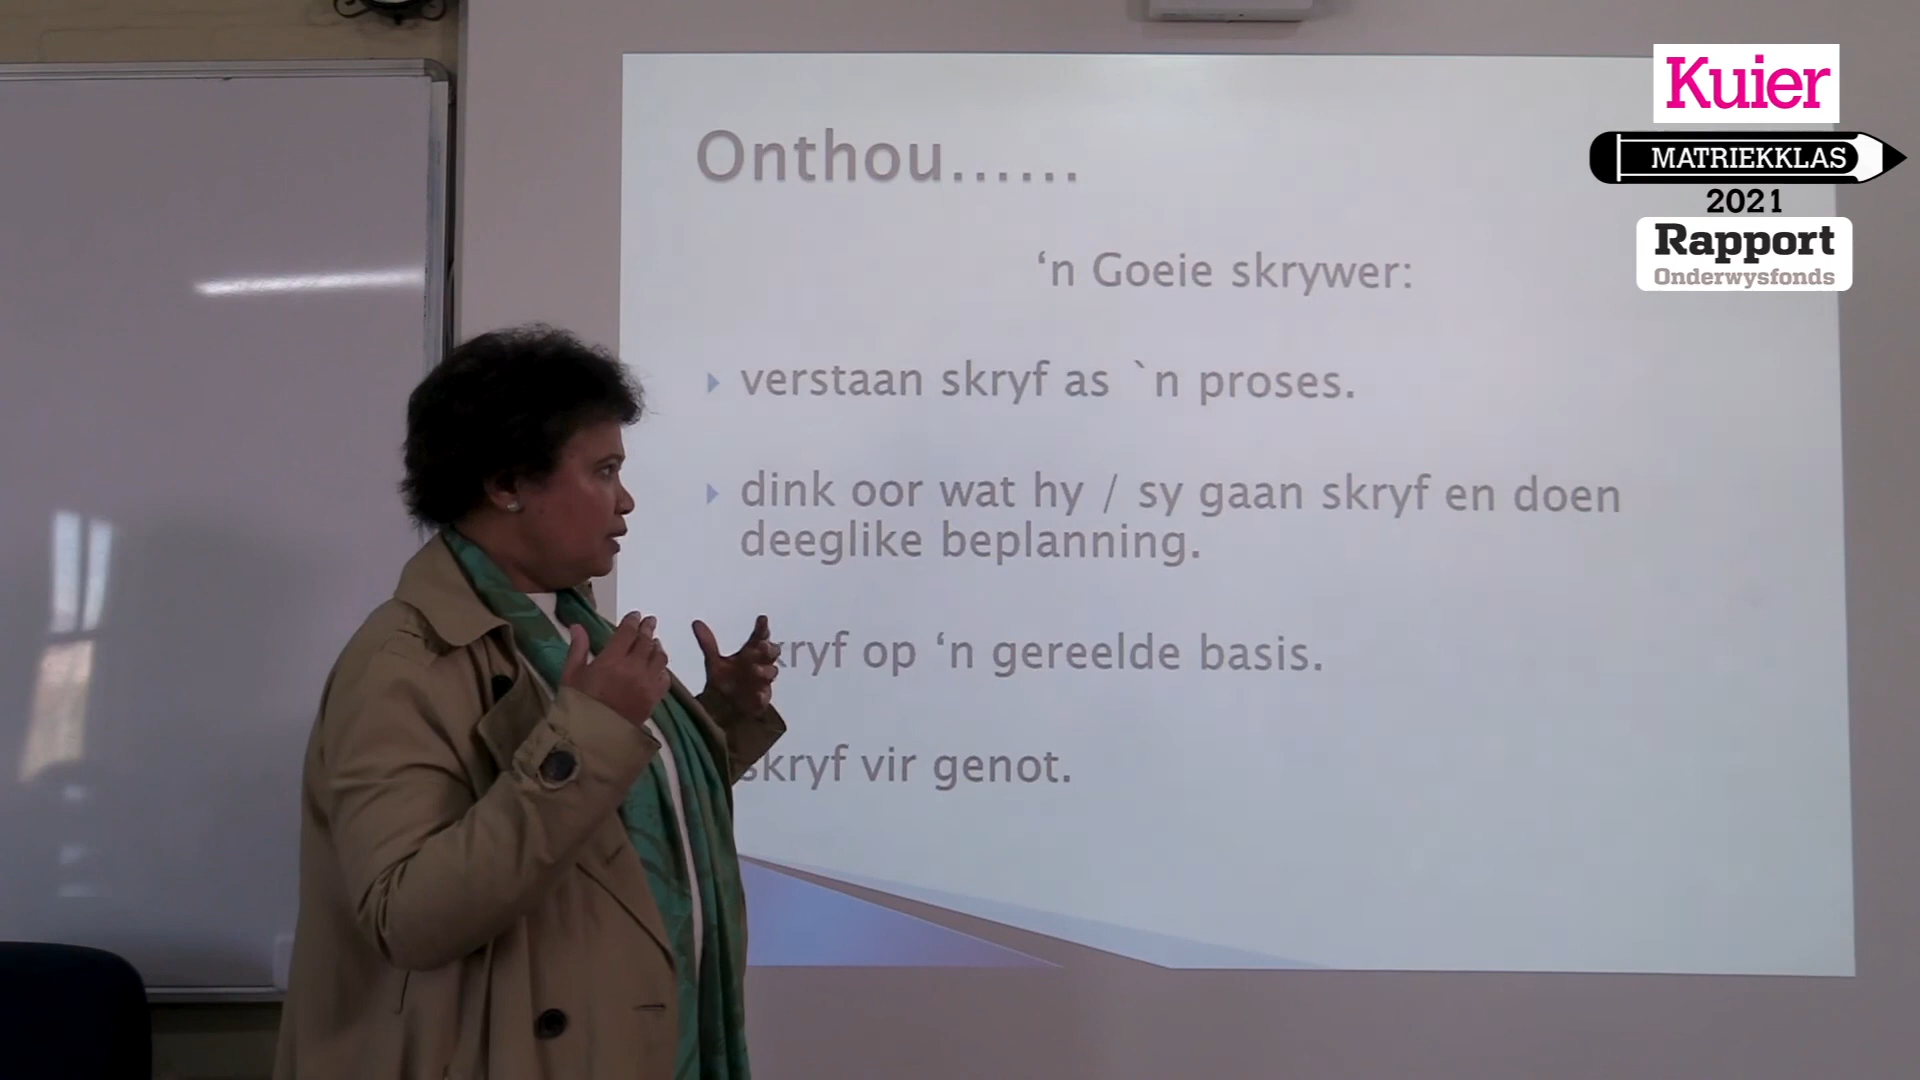 Kuier
MATRIEKKLAS
2021
Rapport
Onderwysfonds
Onthou......
‘n Goeie skrywer:
verstaan skryf as `n proses.
dink oor wat hy / sy gaan skryf en doen
deeglike beplanning.
skryf op ‘n gereelde basis.
skryf vir genot.